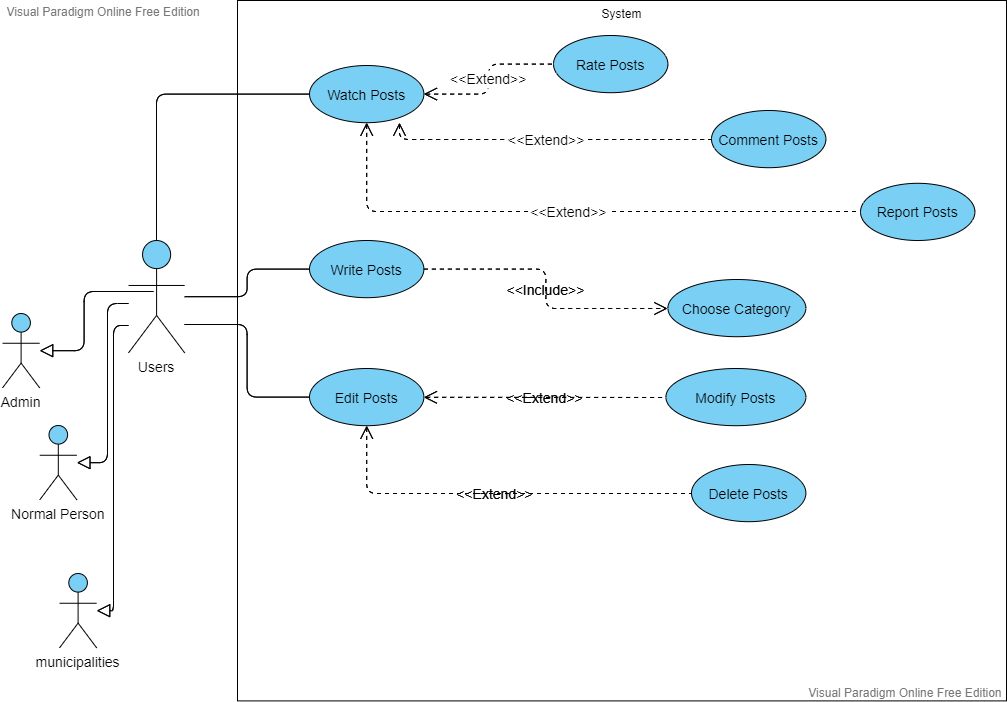 Visual Paradigm Online Free Edition
System
Rate Posts
<<Extend>>
Watch Posts
<<Extend>>
Comment Posts
<<Extend>>
Report Posts
Write Posts
<<Include>>
Choose Category
Users
Admin
Edit Posts
<<Extend>>
Modify Posts
<<Extend>>
Delete Posts
Normal Person
municipalities
Visual Paradigm Online Free Edition